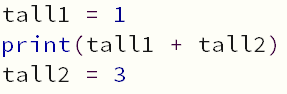 tall1 = 1
print(tall1 + tall2)
tall2 = 3